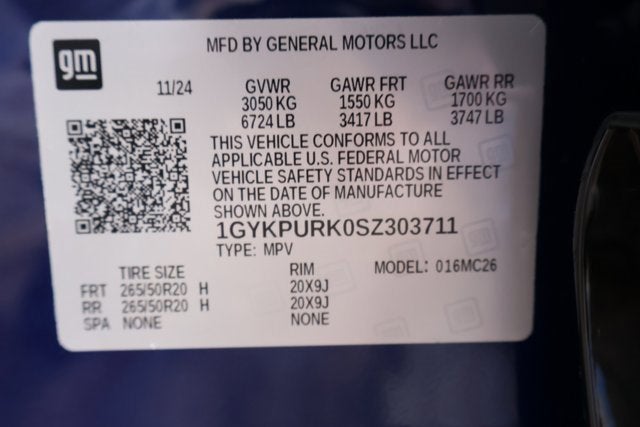 gm
MFD BY GENERAL MOTORS LLC
11/24 GVWR GAWR FRT GAWR RR
3050 KG 1550 KG 1700 KG
6724 LB 3417 LB 3747 LB
THIS VEHICLE CONFORMS TO ALL
APPLICABLE U.S. FEDERAL MOTOR
VEHICLE SAFETY STANDARDS IN EFFECT
ON THE DATE OF MANUFACTURE
SHOWN ABOVE.
1GYKPURK0SZ303711
TYPE: MPV
TIRE SIZE RIM MODEL: 016MC26
FRT 265/50R20 H 20X9J
RR 265/50R20 H 20X9J
SPA NONE NONE